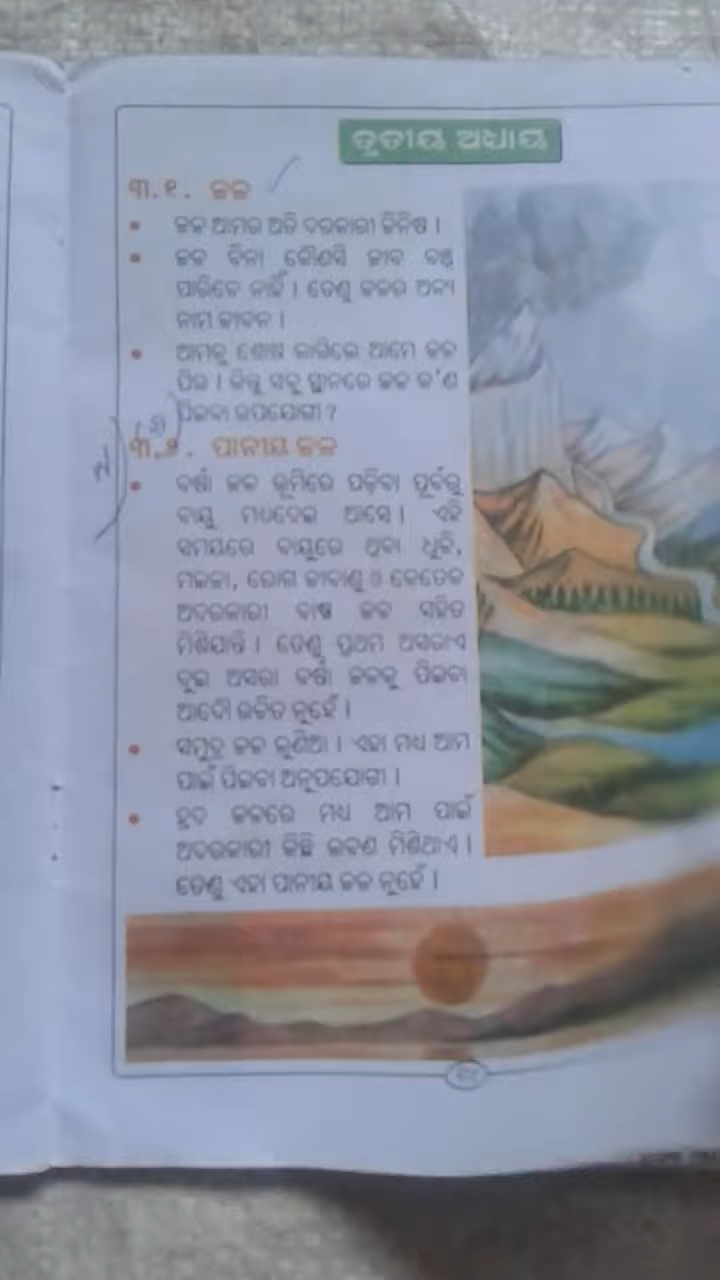 ତୃତୀୟ ଅଧ୍ୟାୟ
୩.୧. ଜଳ
• ଜଳ ଆମର ଅତି ଦରକାରୀ ଜିନିଷ ।
• ଜଳ ବିନା କୌଣସି ଜୀବ ବଞ୍ଚି
ପାରିବେ ନାହିଁ । ତେଣୁ ଜଳର ଅନ୍ୟ
ନାମ ଜୀବନ ।
• ଆମକୁ ଶୋଷ ଲାଗିଲେ ଆମେ ଜଳ
ପିଉ । କିନ୍ତୁ ସବୁ ସ୍ଥାନରେ ଜଳ କ'ଣ
ପିଇବା ଉପଯୋଗୀ ?
୩.୨. ପାନୀୟ ଜଳ
• ବର୍ଷା ଜଳ ଭୂମିରେ ପଡ଼ିବା ପୂର୍ବରୁ
ବାୟୁ ମଧ୍ୟଦେଇ ଆସେ । ଏହି
ସମୟରେ ବାୟୁରେ ଥିବା ଧୂଳି,
ମଇଳା, ରୋଗ ଜୀବାଣୁ ଓ କେତେକ
ଅଦରକାରୀ ବାଷ୍ପ ଜଳ ସହିତ
ମିଶିଯାନ୍ତି । ତେଣୁ ପ୍ରଥମ ଅସରାଏ
ଦୁଇ ଅସରା ବର୍ଷା ଜଳକୁ ପିଇବା
ଆଦୌ ଉଚିତ ନୁହେଁ ।
• ସମୁଦ୍ର ଜଳ ଲୁଣିଆ । ଏହା ମଧ୍ୟ ଆମ
ପାଇଁ ପିଇବା ଅନୁପଯୋଗୀ ।
• ହ୍ରଦ ଜଳରେ ମଧ୍ୟ ଆମ ପାଇଁ
ଅଦରକାରୀ କିଛି ଲବଣ ମିଶିଥାଏ ।
ତେଣୁ ଏହା ପାନୀୟ ଜଳ ନୁହେଁ ।